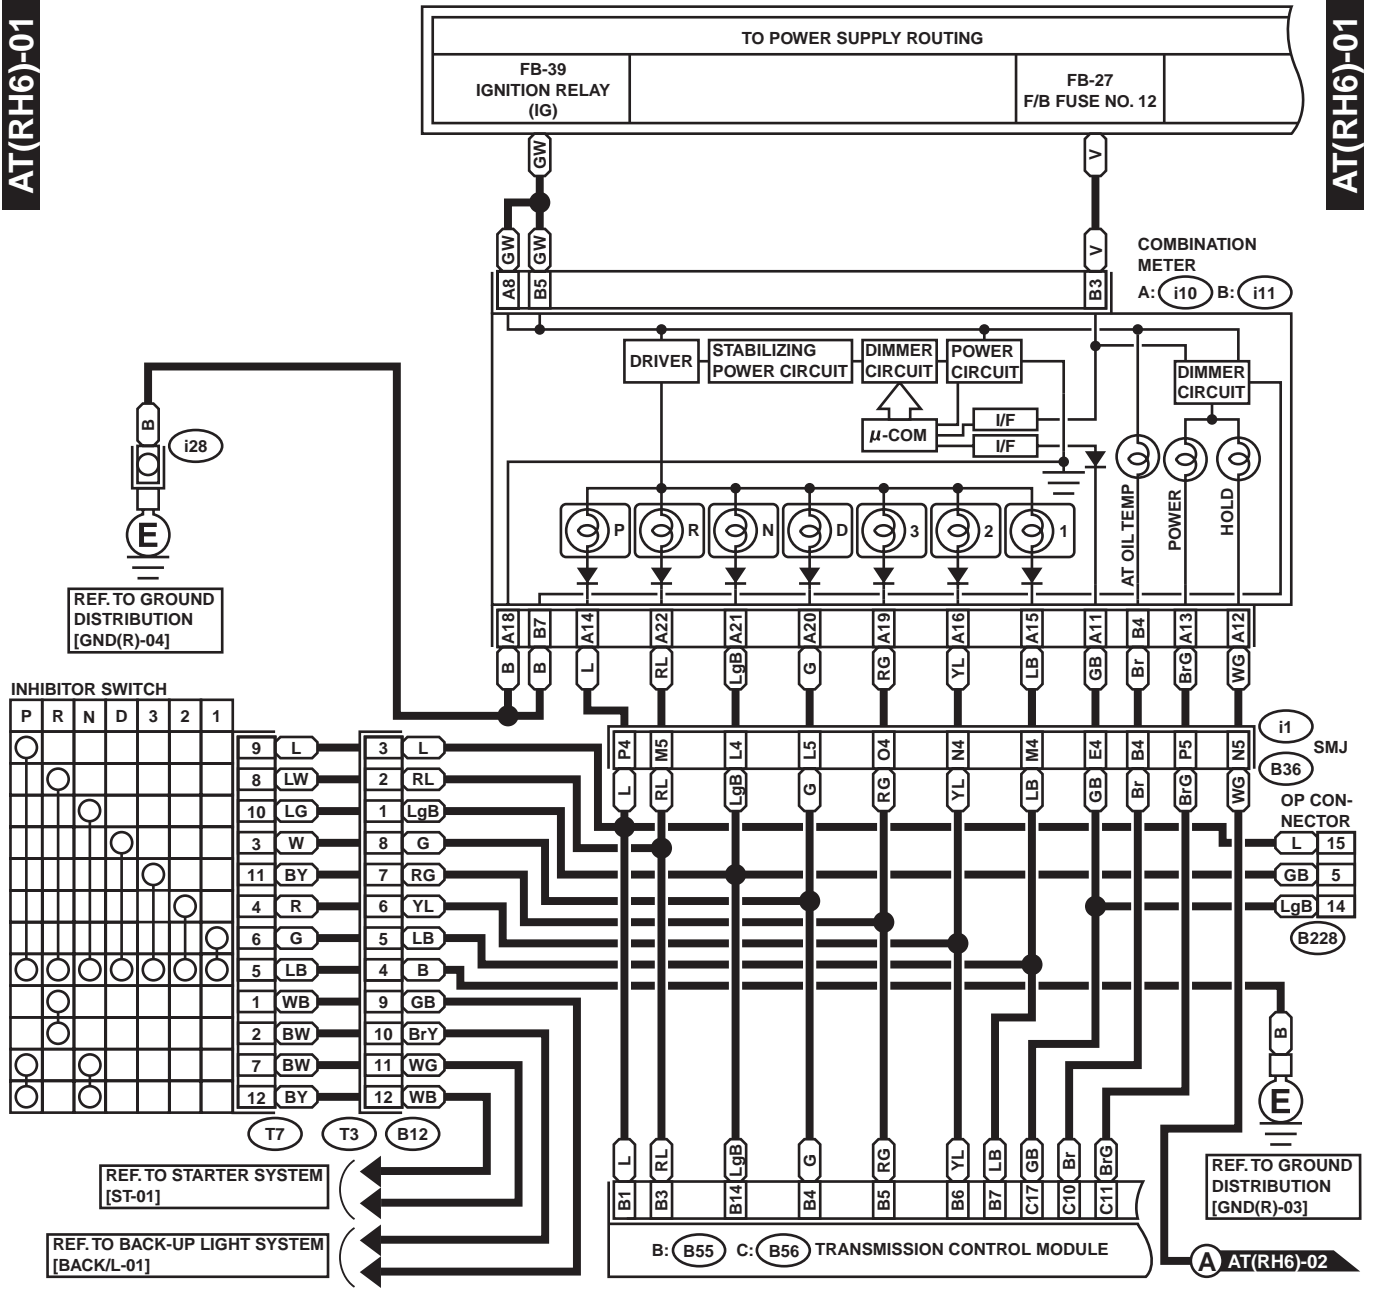 AT(RH6)-01
AT(RH6)-01
TO POWER SUPPLY ROUTING
FB-39
IGNITION RELAY
(IG)
FB-27
F/B FUSE NO. 12
GW
V
GW
GW
V
A8
B5
B3
COMBINATION
METER
A: i10 B: i11
DRIVER
STABILIZING
POWER CIRCUIT
DIMMER
CIRCUIT
POWER
CIRCUIT
DIMMER
CIRCUIT
µ-COM
I/F
I/F
AT OIL TEMP
POWER
HOLD
P
R
N
D
3
2
1
B
i28
E
REF. TO GROUND
DISTRIBUTION
[GND(R)-04]
A18
B7
A14
A22
A21
A20
A19
A16
A15
A11
B4
A13
A12
B
B
L
RL
LgB
G
RG
YL
LB
GB
Br
BrG
WG
P4
M5
L4
L5
O4
N4
M4
E4
B4
P5
N5
i1
SMJ
B36
L
RL
LgB
G
RG
YL
LB
GB
Br
BrG
WG
INHIBITOR SWITCH
P R N D 3 2 1
9 L 3 L
8 LW 2 RL
10 LG 1 LgB
3 W 8 G
11 BY 7 RG
4 R 6 YL
6 G 5 LB
5 LB 4 B
1 WB 9 GB
2 BW 10 BrY
7 BW 11 WG
12 BY 12 WB
T7 T3 B12
OP CON-
NECTOR
L 15
GB 5
LgB 14
B228
B
E
REF. TO GROUND
DISTRIBUTION
[GND(R)-03]
REF. TO STARTER SYSTEM
[ST-01]
REF. TO BACK-UP LIGHT SYSTEM
[BACK/L-01]
L
RL
LgB
G
RG
YL
LB
GB
Br
BrG
B1
B3
B14
B4
B5
B6
B7
C17
C10
C11
B: B55 C: B56 TRANSMISSION CONTROL MODULE
A AT(RH6)-02